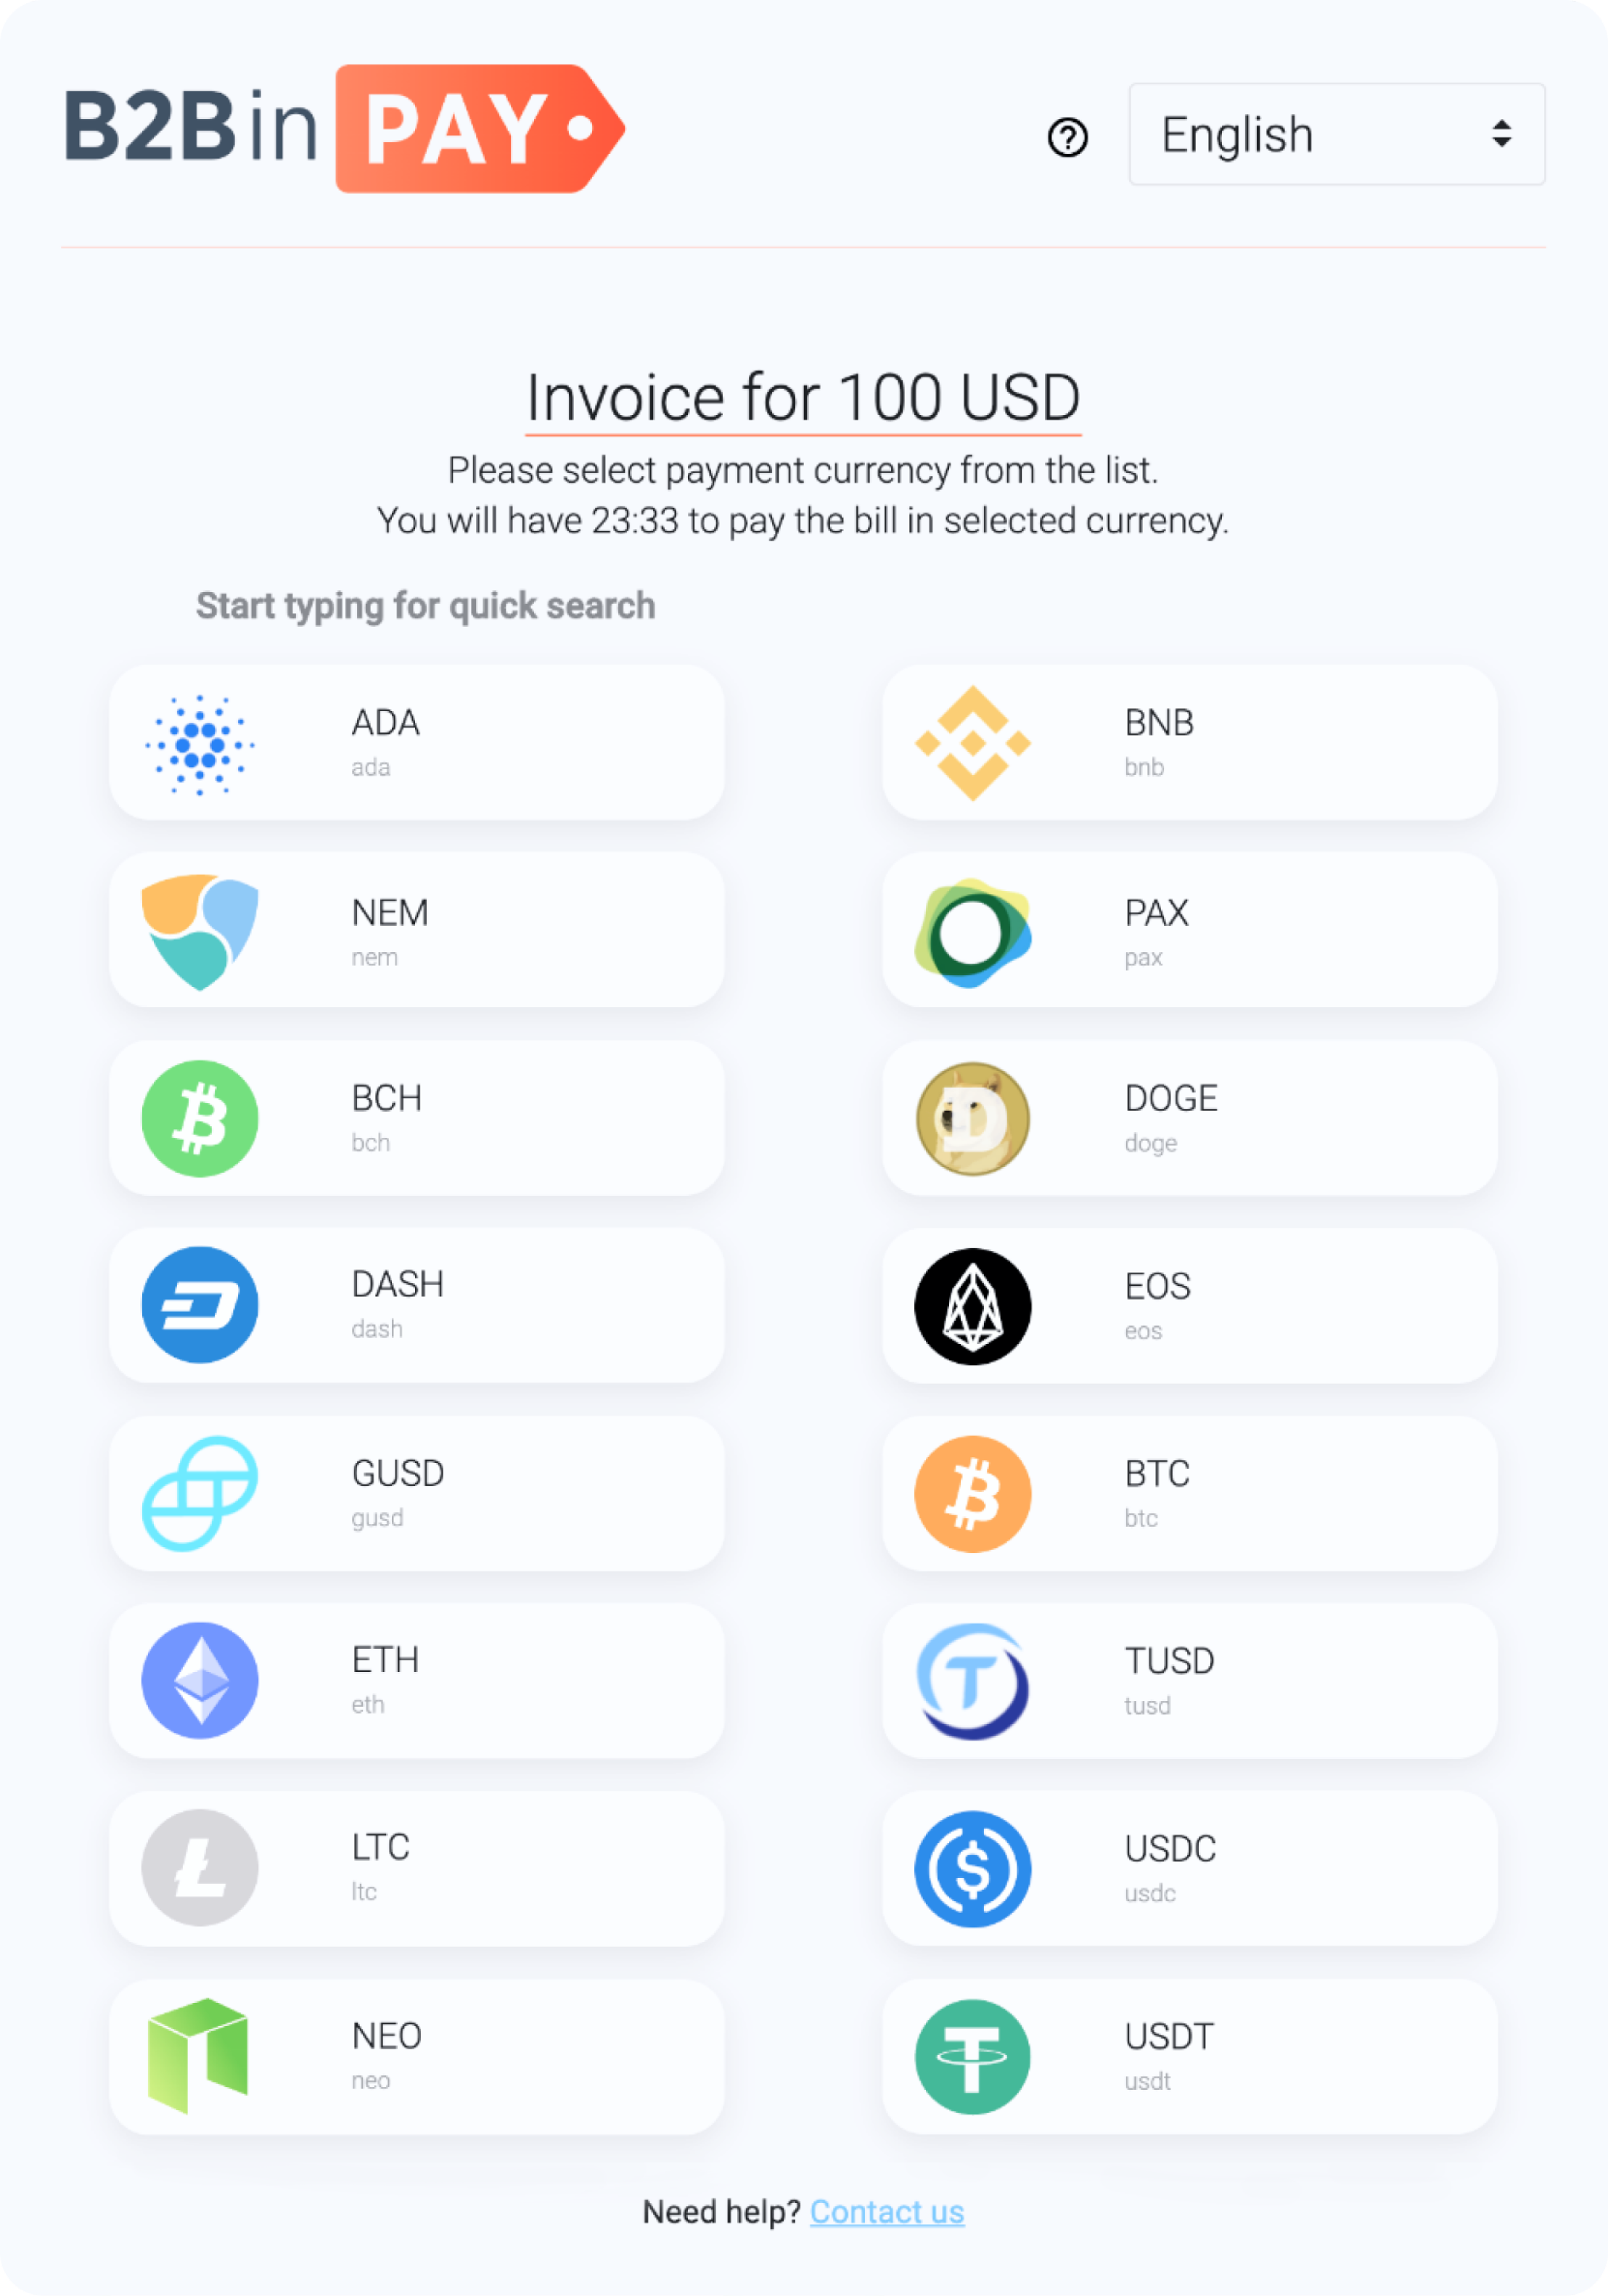 B2Bin PAY
English
Invoice for 100 USD
Please select payment currency from the list.
You will have 23:33 to pay the bill in selected currency.
Start typing for quick search
ADA
ada
BNB
bnb
NEM
nem
PAX
pax
BCH
bch
DOGE
doge
DASH
dash
EOS
eos
GUSD
gusd
BTC
btc
ETH
eth
TUSD
tusd
LTC
ltc
USDC
usdc
NEO
neo
USDT
usdt
Need help? Contact us